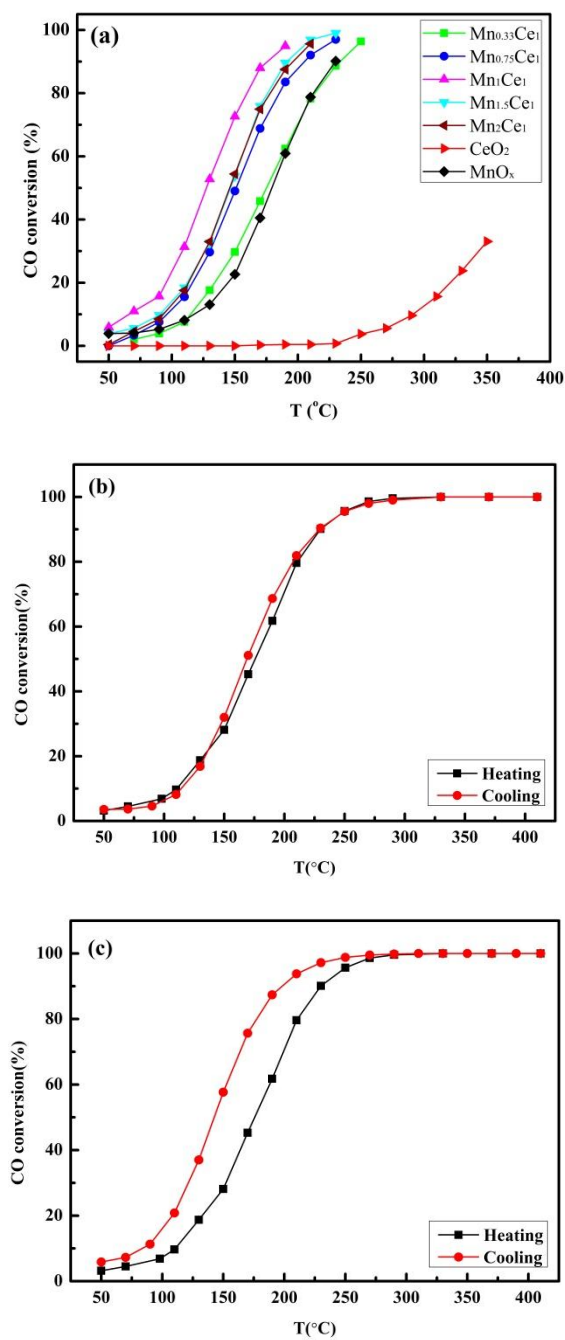 (a)
Mn0.33Ce1
Mn0.75Ce1
Mn1Ce1
Mn1.5Ce1
Mn2Ce1
CeO2
MnOx
CO conversion (%)
100
80
60
40
20
0
50 100 150 200 250 300 350 400
T (°C)
(b)
CO conversion(%)
100
80
60
40
20
0
Heating
Cooling
50 100 150 200 250 300 350 400
T(°C)
(c)
CO conversion(%)
100
80
60
40
20
0
Heating
Cooling
50 100 150 200 250 300 350 400
T(°C)